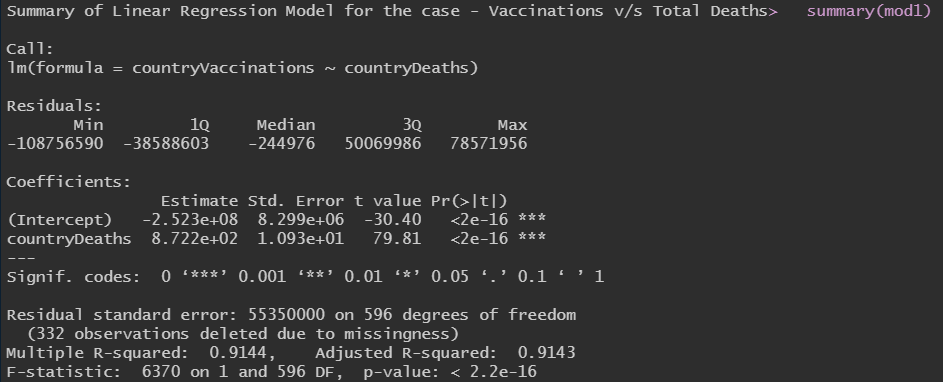 Summary of Linear Regression Model for the case - Vaccinations v/s Total Deaths>   summary(mod1)
Call:
lm(formula = countryVaccinations ~ countryDeaths)
Residuals:
       Min         1Q     Median         3Q        Max
-108756590  -38588603    -244976   50069986   78571956
Coefficients:
                Estimate Std. Error t value Pr(>|t|)
(Intercept)   -2.523e+08  8.299e+06  -30.40   <2e-16 ***
countryDeaths  8.722e+02  1.093e+01   79.81   <2e-16 ***
---
Signif. codes:  0 ‘***’ 0.001 ‘**’ 0.01 ‘*’ 0.05 ‘.’ 0.1 ‘ ’ 1
Residual standard error: 55350000 on 596 degrees of freedom
  (332 observations deleted due to missingness)
Multiple R-squared:  0.9144,    Adjusted R-squared:  0.9143
F-statistic:  6370 on 1 and 596 DF,  p-value: < 2.2e-16